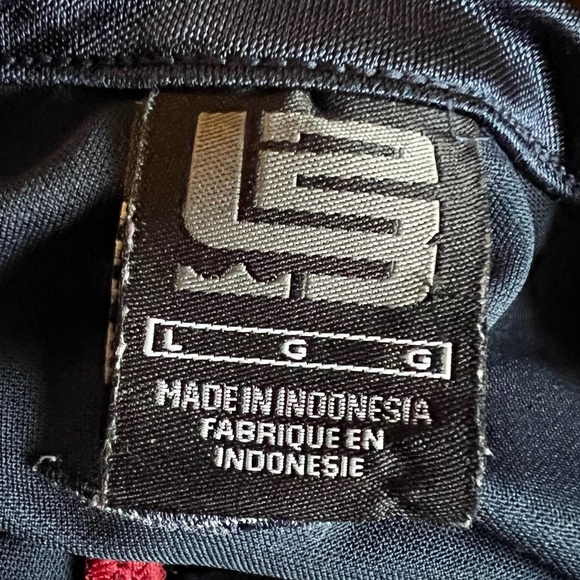 L G G
MADE IN INDONESIA
FABRIQUE EN
INDONESIE